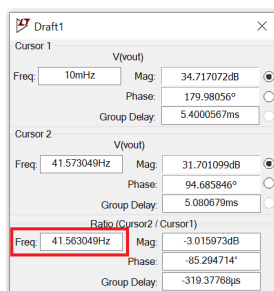 Draft1
Cursor 1
V(vout)
Freq: 10mHz Mag: 34.717072dB
Phase: 179.98056°
Group Delay: 5.4000567ms
Cursor 2
V(vout)
Freq: 41.573049Hz Mag: 31.701099dB
Phase: 94.685846°
Group Delay: 5.080679ms
Ratio (Cursor2 / Cursor1)
Freq: 41.563049Hz Mag: -3.015973dB
Phase: -85.294714°
Group Delay: -319.37768µs